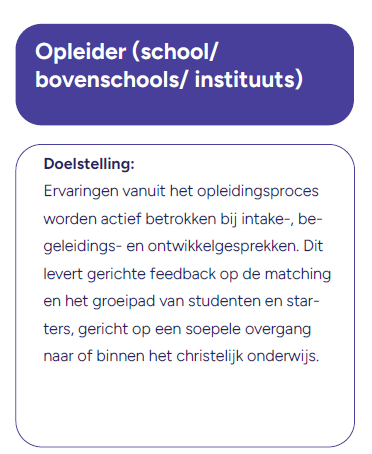 Opleider (school/
bovenschools/ instituuts)
Doelstelling:
Ervaringen vanuit het opleidingsproces
worden actief betrokken bij intake-, be-
geleidings- en ontwikkelgesprekken. Dit
levert gerichte feedback op de matching
en het groeipad van studenten en star-
ters, gericht op een soepele overgang
naar of binnen het christelijk onderwijs.